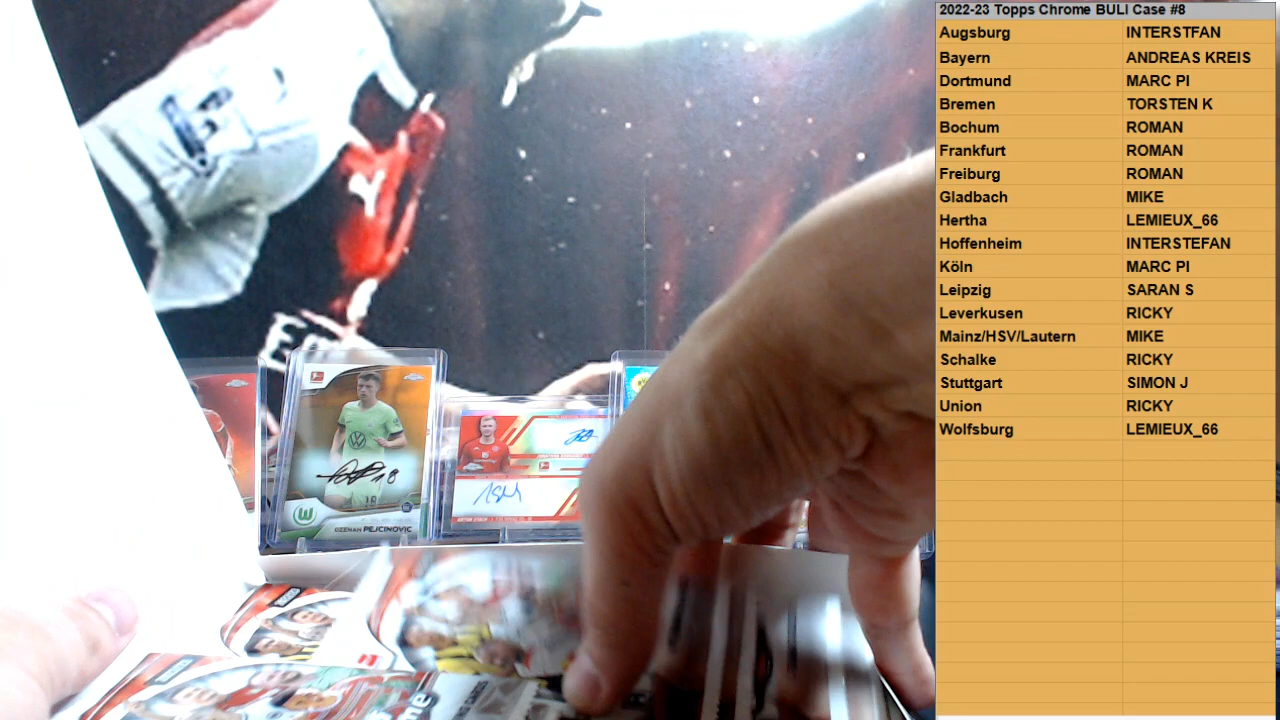 2022-23 Topps Chrome BULI Case #8
Augsburg INTERSTFAN
Bayern ANDREAS KREIS
Dortmund MARC PI
Bremen TORSTEN K
Bochum ROMAN
Frankfurt ROMAN
Freiburg ROMAN
Gladbach MIKE
Hertha LEMIEUX_66
Hoffenheim INTERSTEFAN
Köln MARC PI
Leipzig SARAN S
Leverkusen RICKY
Mainz/HSV/Lautern MIKE
Schalke RICKY
Stuttgart SIMON J
Union RICKY
Wolfsburg LEMIEUX_66
18
DZENAN PEJCINOVIC